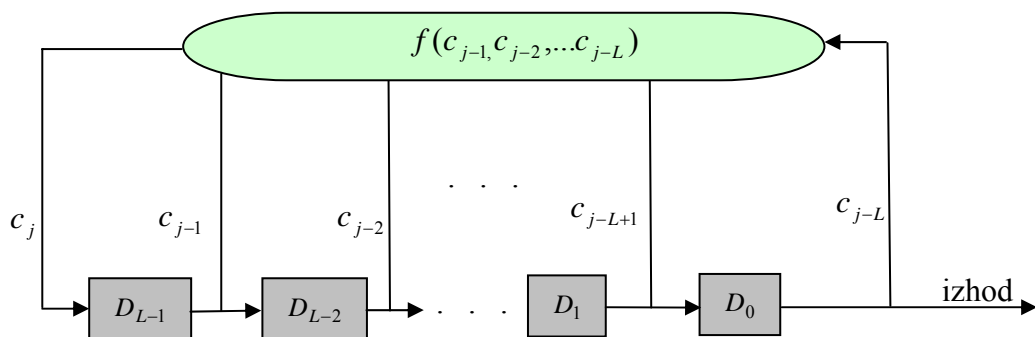 f(c_{j-1,}c_{j-2},...c_{j-L})
. . .
c_j c_{j-1} c_{j-2} c_{j-L+1} c_{j-L}
izhod
D_{L-1} D_{L-2} . . . D_1 D_0